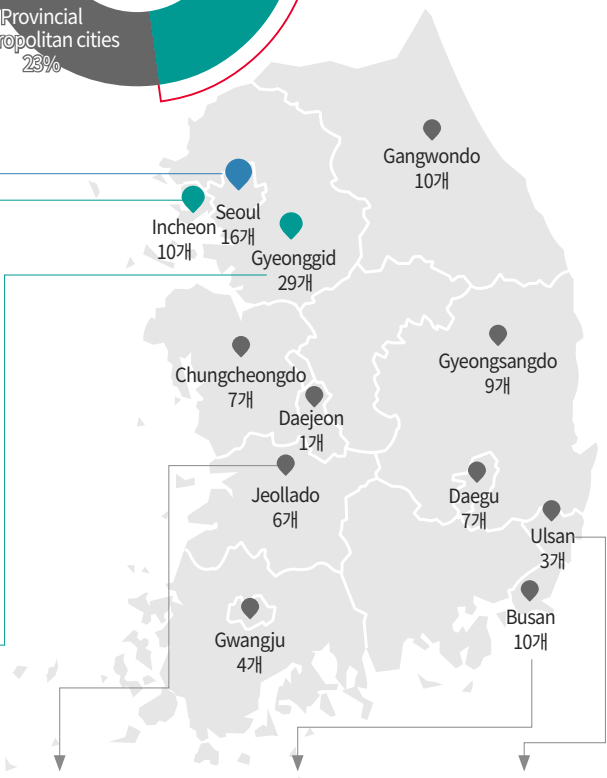 Provincial
ropolitan cities
23%
Gangwondo
10개
Seoul
16개
Incheon
10개
Gyeonggid
29개
Chungcheongdo
7개
Gyeongsangdo
9개
Daejeon
1개
Jeollado
6개
Daegu
7개
Ulsan
3개
Busan
10개
Gwangju
4개